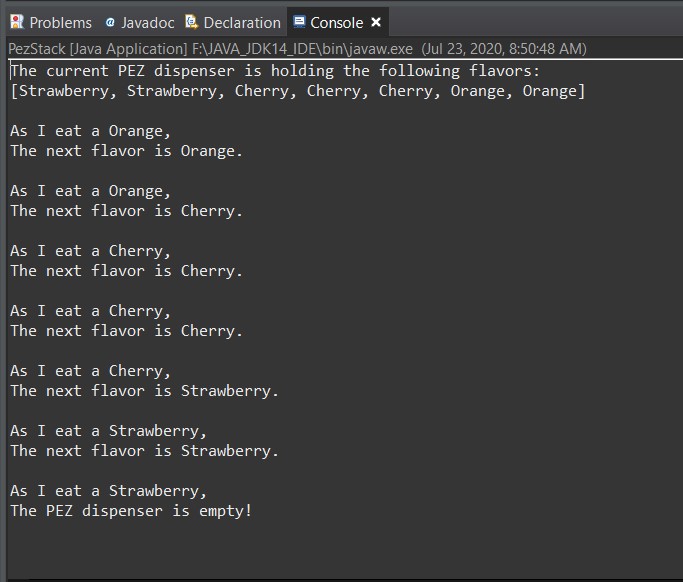 Problems @ Javadoc Declaration Console
PezStack [Java Application] F:\JAVA_JDK14_IDE\bin\javaw.exe (Jul 23, 2020, 8:50:48 AM)
The current PEZ dispenser is holding the following flavors:
[Strawberry, Strawberry, Cherry, Cherry, Cherry, Orange, Orange]
As I eat a Orange,
The next flavor is Orange.
As I eat a Orange,
The next flavor is Cherry.
As I eat a Cherry,
The next flavor is Cherry.
As I eat a Cherry,
The next flavor is Cherry.
As I eat a Cherry,
The next flavor is Strawberry.
As I eat a Strawberry,
The next flavor is Strawberry.
As I eat a Strawberry,
The PEZ dispenser is empty!